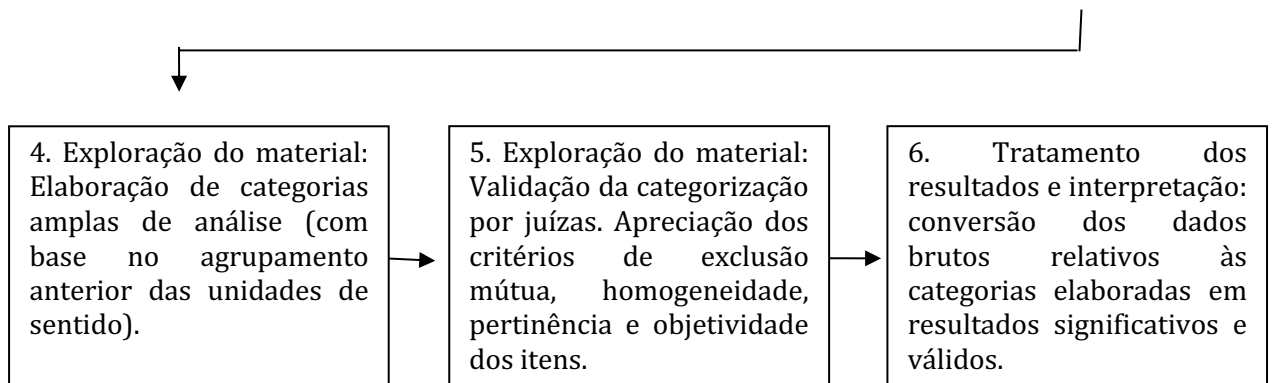 4. Exploração do material:
Elaboração de categorias
amplas de análise (com
base no agrupamento
anterior das unidades de
sentido).
5. Exploração do material:
Validação da categorização
por juízas. Apreciação dos
critérios de exclusão
mútua, homogeneidade,
pertinência e objetividade
dos itens.
6. Tratamento dos
resultados e interpretação:
conversão dos dados
brutos relativos às
categorias elaboradas em
resultados significativos e
válidos.